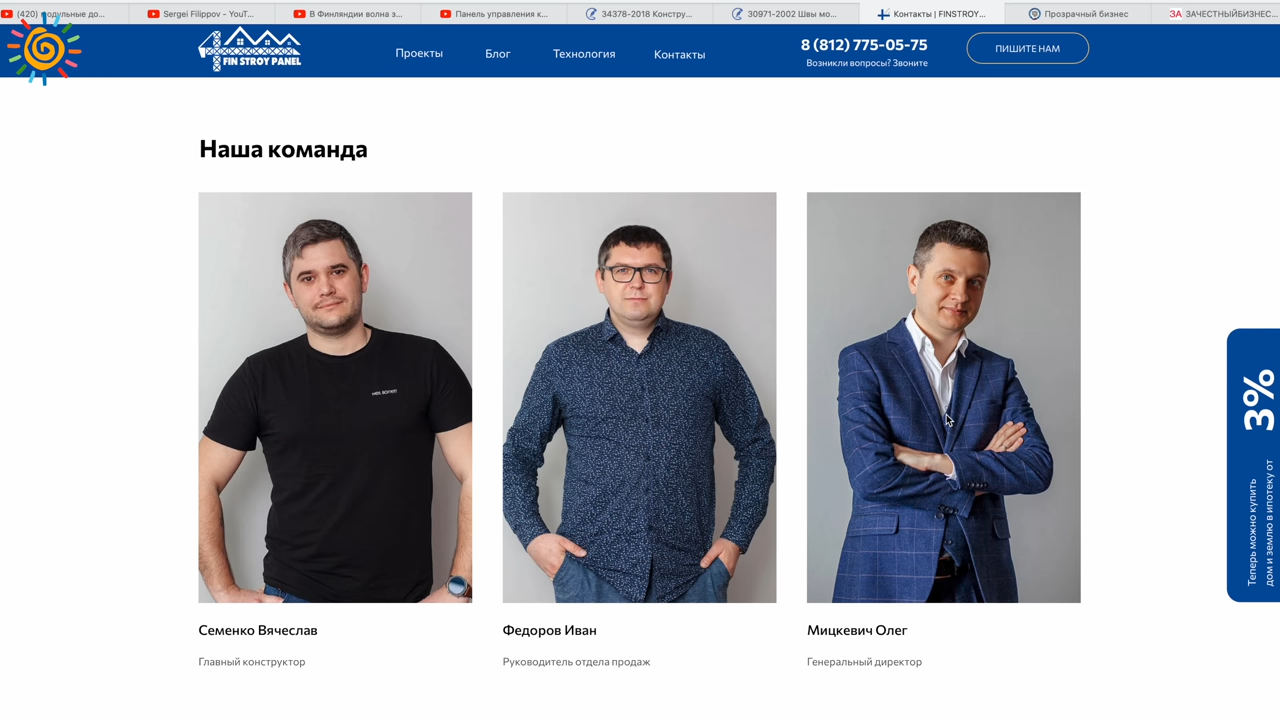 (420) модульные до...
Sergei Filippov - YouT...
В Финляндии волна з...
Панель управления к...
34378-2018 Констру...
30971-2002 Швы мо...
Контакты | FINSTROY...
Прозрачный бизнес
ЗА ЗАЧЕСТНЫЙБИЗНЕС...
FIN STROY PANEL
Проекты
Блог
Технология
Контакты
8 (812) 775-05-75
Возникли вопросы? Звоните
ПИШИТЕ НАМ
Наша команда
Семенко Вячеслав
Главный конструктор
Федоров Иван
Руководитель отдела продаж
Мицкевич Олег
Генеральный директор
Теперь можно купить
дом и землю в ипотеку от
3%